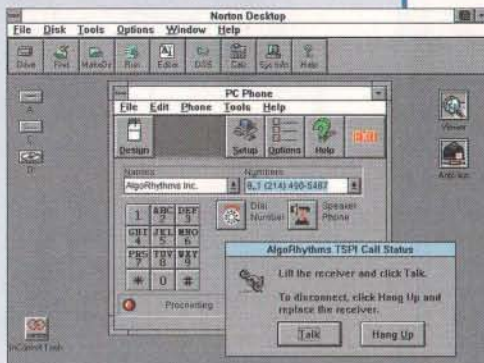 Norton Desktop
File Disk Tools Options Window Help
Drive Find MakeDir Run Editor DOS Calc Sys Info Help
A
C
D
Viewer
PC Phone
File Edit Phone Tools Help
Design Setup Options Help
Names Numbers
AlgoRhythms Inc. 9,1 (214) 490-5487
1 ABC 2 DEF 3
GHI 4 JKL 5 MNO 6
PRS 7 TUV 8 WXY 9
* 0 #
Dial Number
Speaker Phone
Proceeding
AlgoRhythms TSPI Call Status
Lift the receiver and click Talk.
To disconnect, click Hang Up and
replace the receiver.
Talk Hang Up